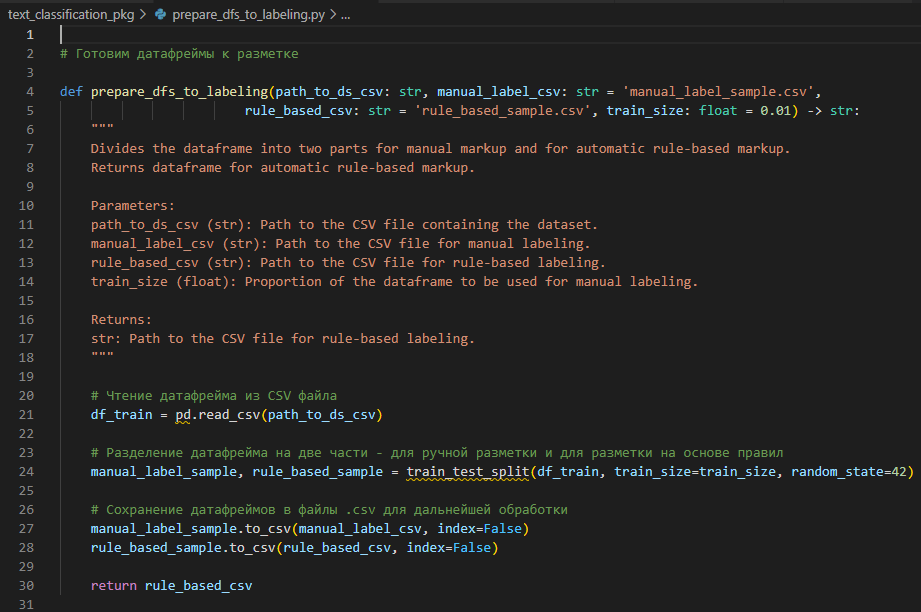 text_classification_pkg > prepare_dfs_to_labeling.py > ...
1
2 # Готовим датафреймы к разметке
3
4 def prepare_dfs_to_labeling(path_to_ds_csv: str, manual_label_csv: str = 'manual_label_sample.csv',
5 rule_based_csv: str = 'rule_based_sample.csv', train_size: float = 0.01) -> str:
6 """
7 Divides the dataframe into two parts for manual markup and for automatic rule-based markup.
8 Returns dataframe for automatic rule-based markup.
9
10 Parameters:
11 path_to_ds_csv (str): Path to the CSV file containing the dataset.
12 manual_label_csv (str): Path to the CSV file for manual labeling.
13 rule_based_csv (str): Path to the CSV file for rule-based labeling.
14 train_size (float): Proportion of the dataframe to be used for manual labeling.
15
16 Returns:
17 str: Path to the CSV file for rule-based labeling.
18 """
19
20 # Чтение датафрейма из CSV файла
21 df_train = pd.read_csv(path_to_ds_csv)
22
23 # Разделение датафрейма на две части - для ручной разметки и для разметки на основе правил
24 manual_label_sample, rule_based_sample = train_test_split(df_train, train_size=train_size, random_state=42)
25
26 # Сохранение датафреймов в файлы .csv для дальнейшей обработки
27 manual_label_sample.to_csv(manual_label_csv, index=False)
28 rule_based_sample.to_csv(rule_based_csv, index=False)
29
30 return rule_based_csv
31